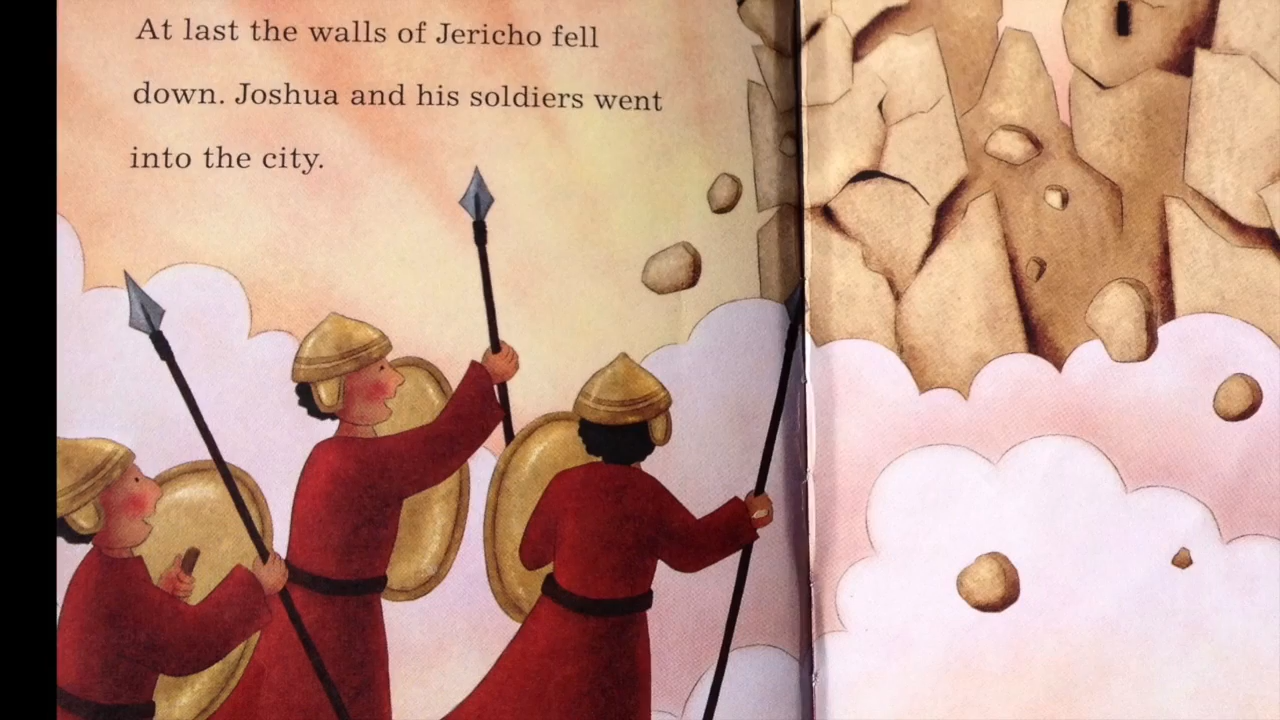 At last the walls of Jericho fell
down. Joshua and his soldiers went
into the city.